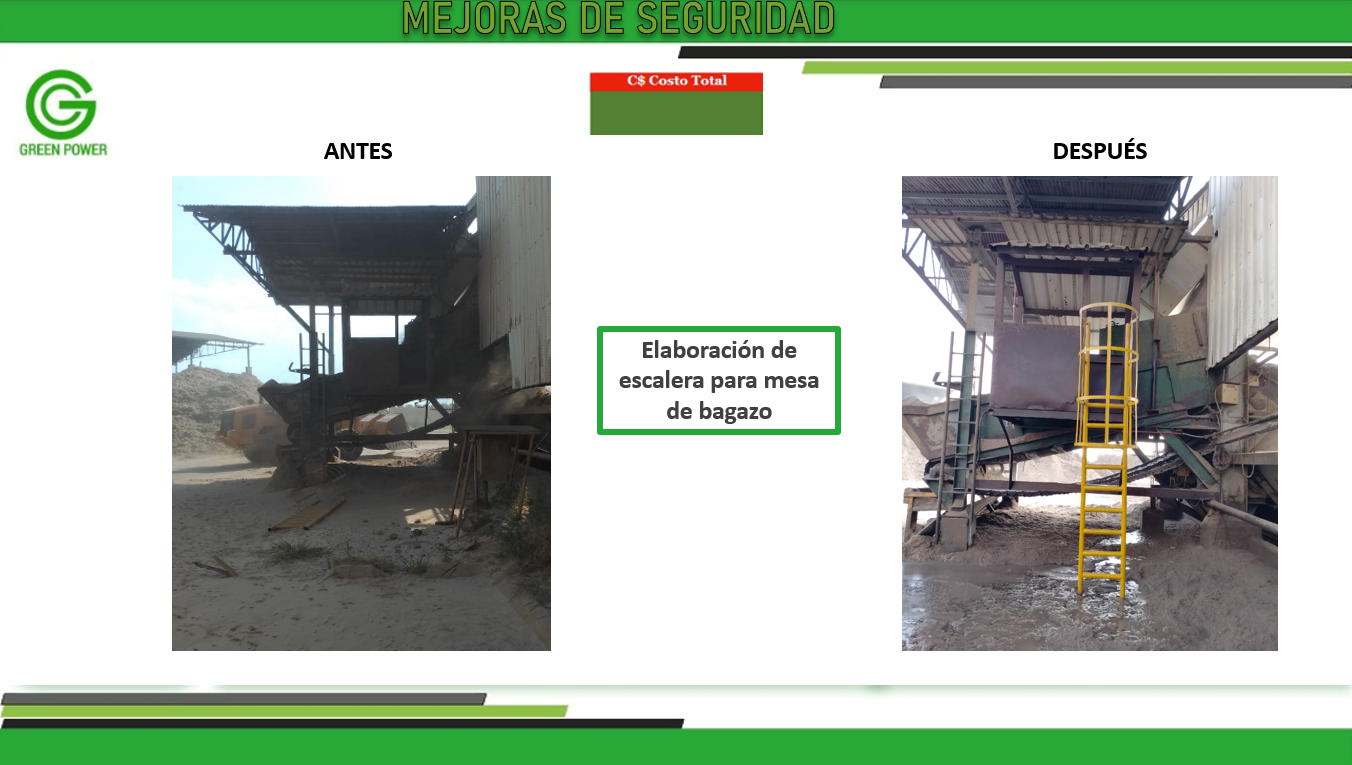 MEJORAS DE SEGURIDAD
C$ Costo Total
GREEN POWER
ANTES
DESPUÉS
Elaboración de
escalera para mesa
de bagazo